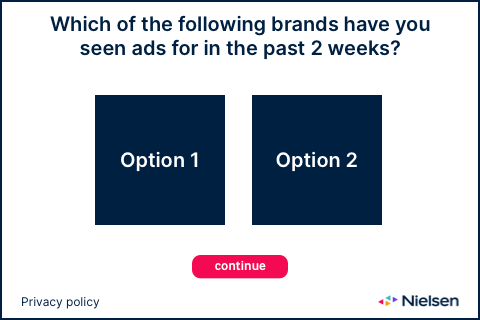 Which of the following brands have you
seen ads for in the past 2 weeks?
Option 1
Option 2
continue
Privacy policy
Nielsen